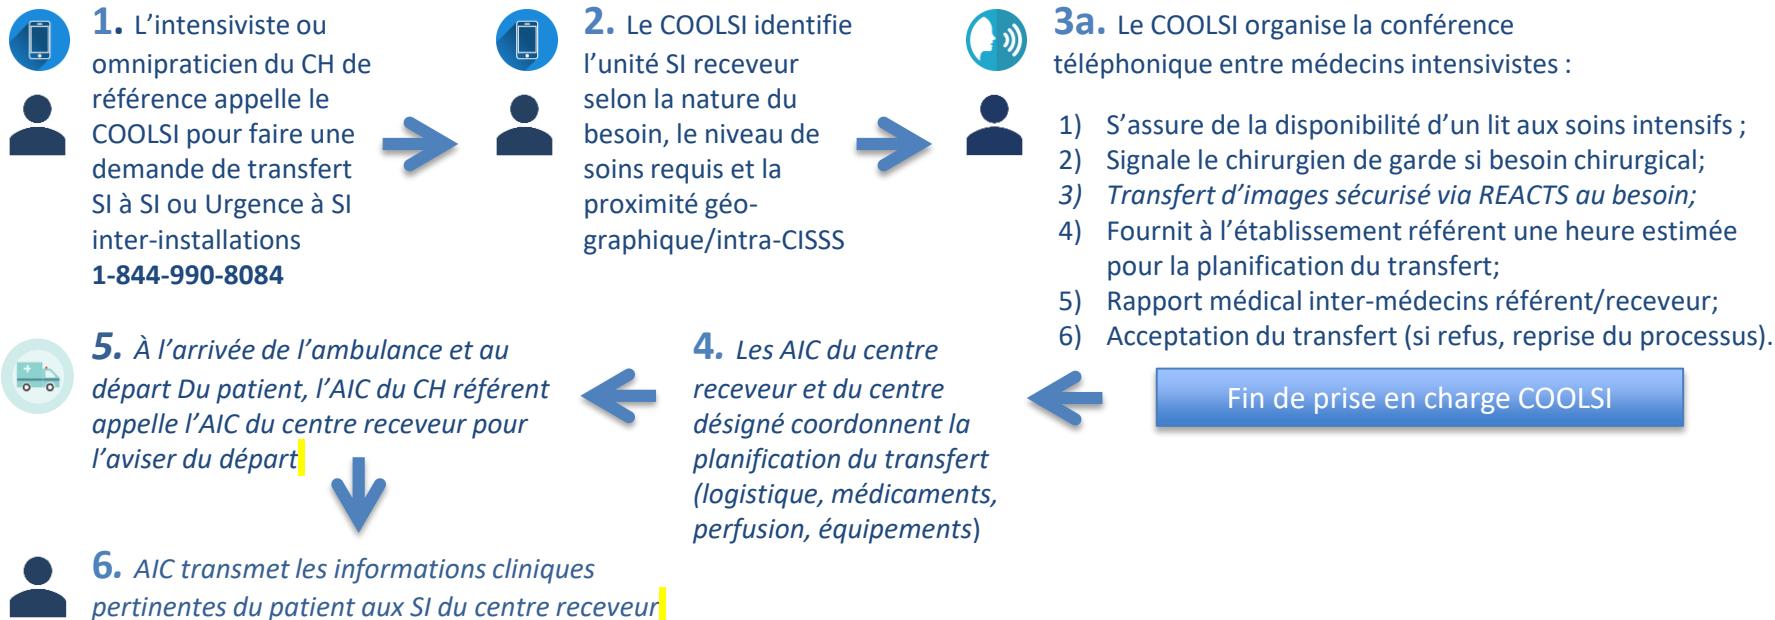 1. L’intensiviste ou
omnipraticien du CH de
référence appelle le
COOLSI pour faire une
demande de transfert
SI à SI ou Urgence à SI
inter-installations
1-844-990-8084
2. Le COOLSI identifie
l’unité SI receveur
selon la nature du
besoin, le niveau de
soins requis et la
proximité géo-
graphique/intra-CISSS
3a. Le COOLSI organise la conférence
téléphonique entre médecins intensivistes :
1) S’assure de la disponibilité d’un lit aux soins intensifs ;
2) Signale le chirurgien de garde si besoin chirurgical;
3) Transfert d’images sécurisé via REACTS au besoin;
4) Fournit à l’établissement référent une heure estimée
pour la planification du transfert;
5) Rapport médical inter-médecins référent/receveur;
6) Acceptation du transfert (si refus, reprise du processus).
Fin de prise en charge COOLSI
4. Les AIC du centre
receveur et du centre
désigné coordonnent la
planification du transfert
(logistique, médicaments,
perfusion, équipements)
5. À l’arrivée de l’ambulance et au
départ Du patient, l’AIC du CH référent
appelle l’AIC du centre receveur pour
l’aviser du départ
6. AIC transmet les informations cliniques
pertinentes du patient aux SI du centre receveur